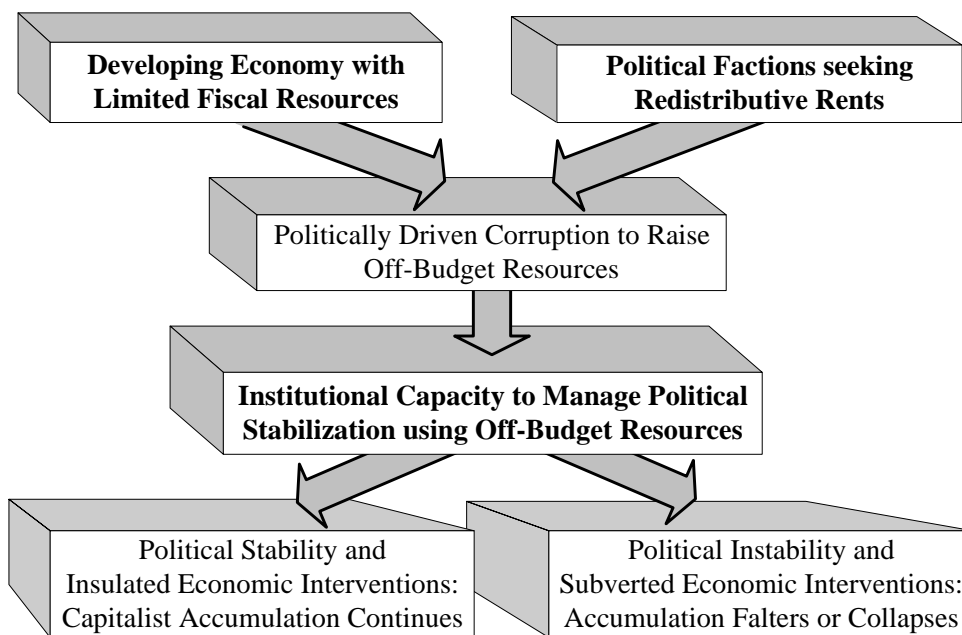 Developing Economy with
Limited Fiscal Resources
Political Factions seeking
Redistributive Rents
Politically Driven Corruption to Raise
Off-Budget Resources
Institutional Capacity to Manage Political
Stabilization using Off-Budget Resources
Political Stability and
Insulated Economic Interventions:
Capitalist Accumulation Continues
Political Instability and
Subverted Economic Interventions:
Accumulation Falters or Collapses